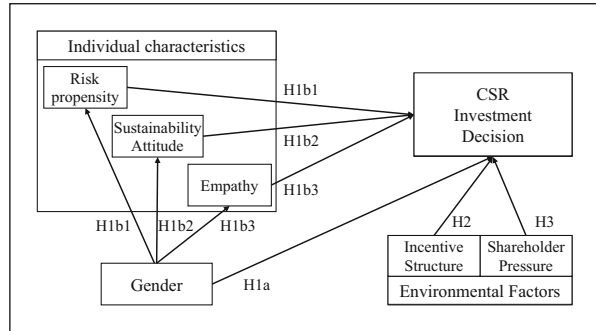 Individual characteristics
Risk
propensity
H1b1
CSR
Investment
Decision
Sustainability
Attitude
H1b2
Empathy
H1b3
H1b1
H1b2
H1b3
H2
H3
Gender
H1a
Incentive
Structure
Shareholder
Pressure
Environmental Factors